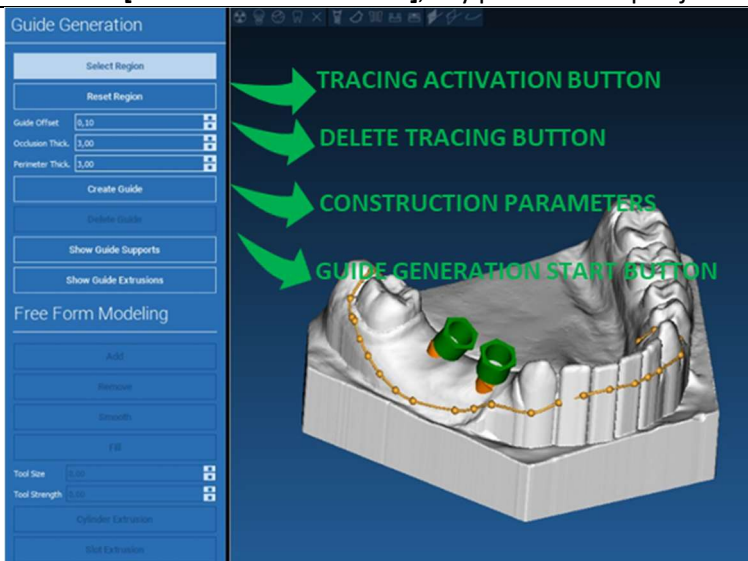 Guide Generation
Select Region
Reset Region
Guide Offset 0,10
Occlusion Thick. 3,00
Perimeter Thick. 3,00
Create Guide
Delete Guide
Show Guide Supports
Show Guide Extrusions
Free Form Modeling
Add
Remove
Smooth
Fill
Tool Size 0,00
Tool Strength
Cylinder Extrusion
Slot Extrusion
TRACING ACTIVATION BUTTON
DELETE TRACING BUTTON
CONSTRUCTION PARAMETERS
GUIDE GENERATION START BUTTON